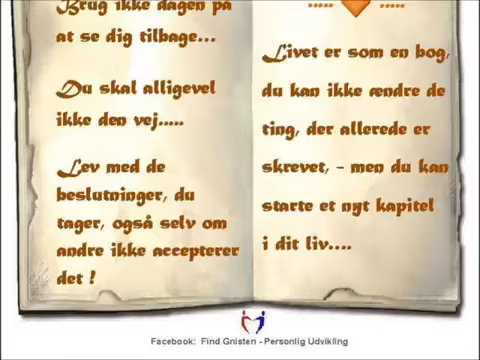 Brug ikke dagen på
at se dig tilbage...
Du skal alligevel
ikke den vej.....
Lev med de
beslutninger, du
tager, også selv om
andre ikke accepterer
det !
..... .....
Livet er som en bog,
du kan ikke ændre de
ting, der allerede er
skrevet, - men du kan
starte et nyt kapitel
i dit liv....
Facebook: Find Gnisten - Personlig Udvikling